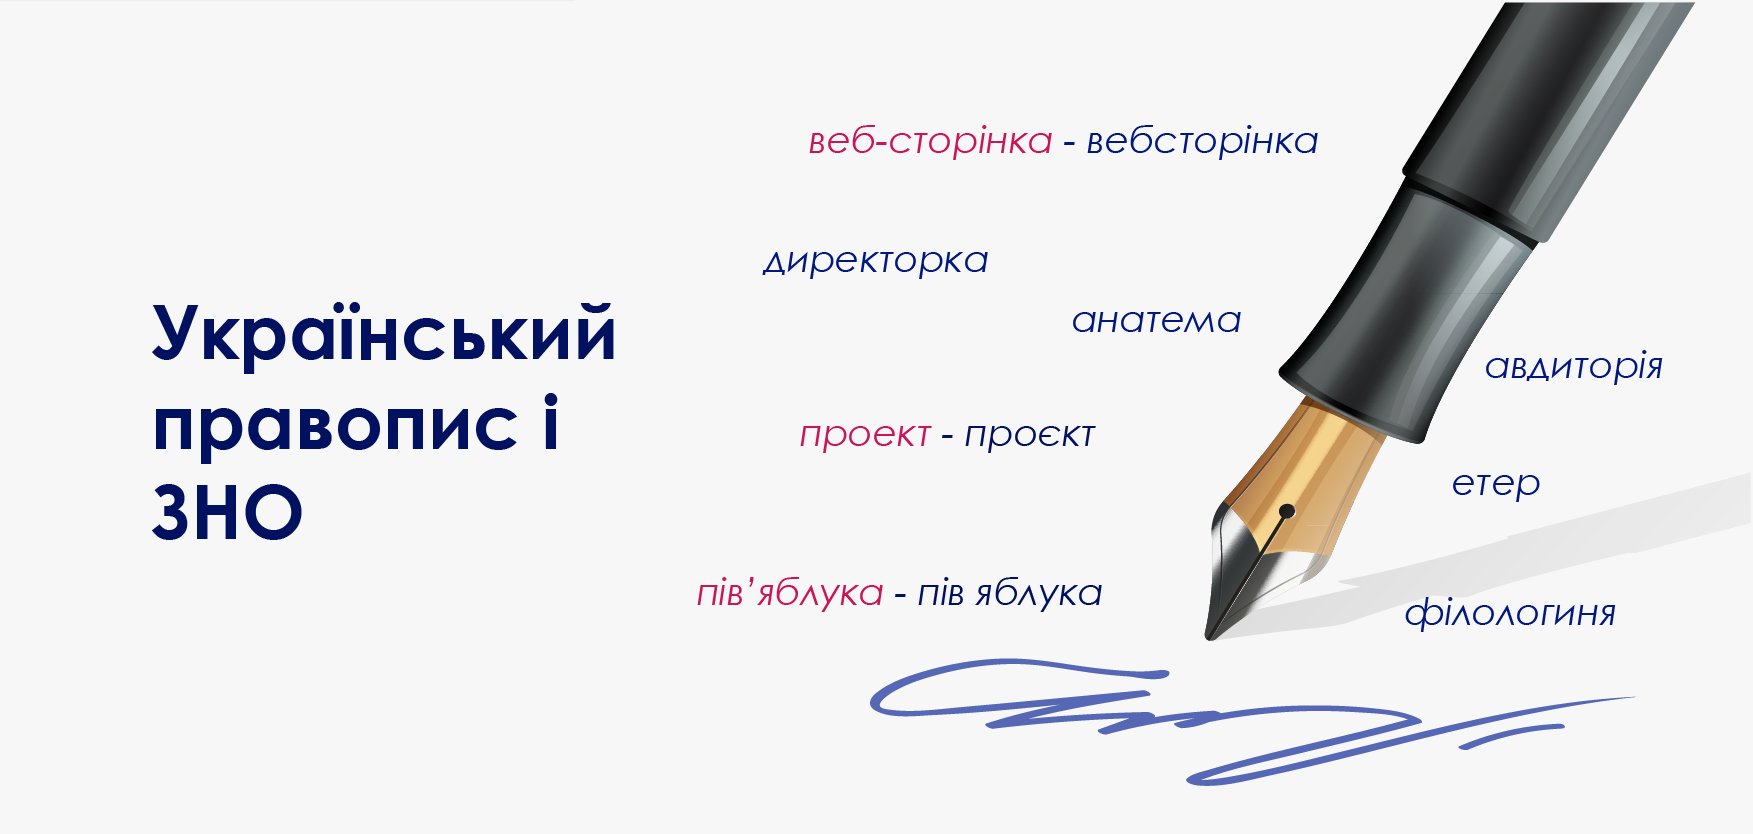 Український
правопис і
ЗНО
веб-сторінка - вебсторінка
директорка
анатема
авдиторія
проект - проєкт
етер
пів’яблука - пів яблука
філологиня